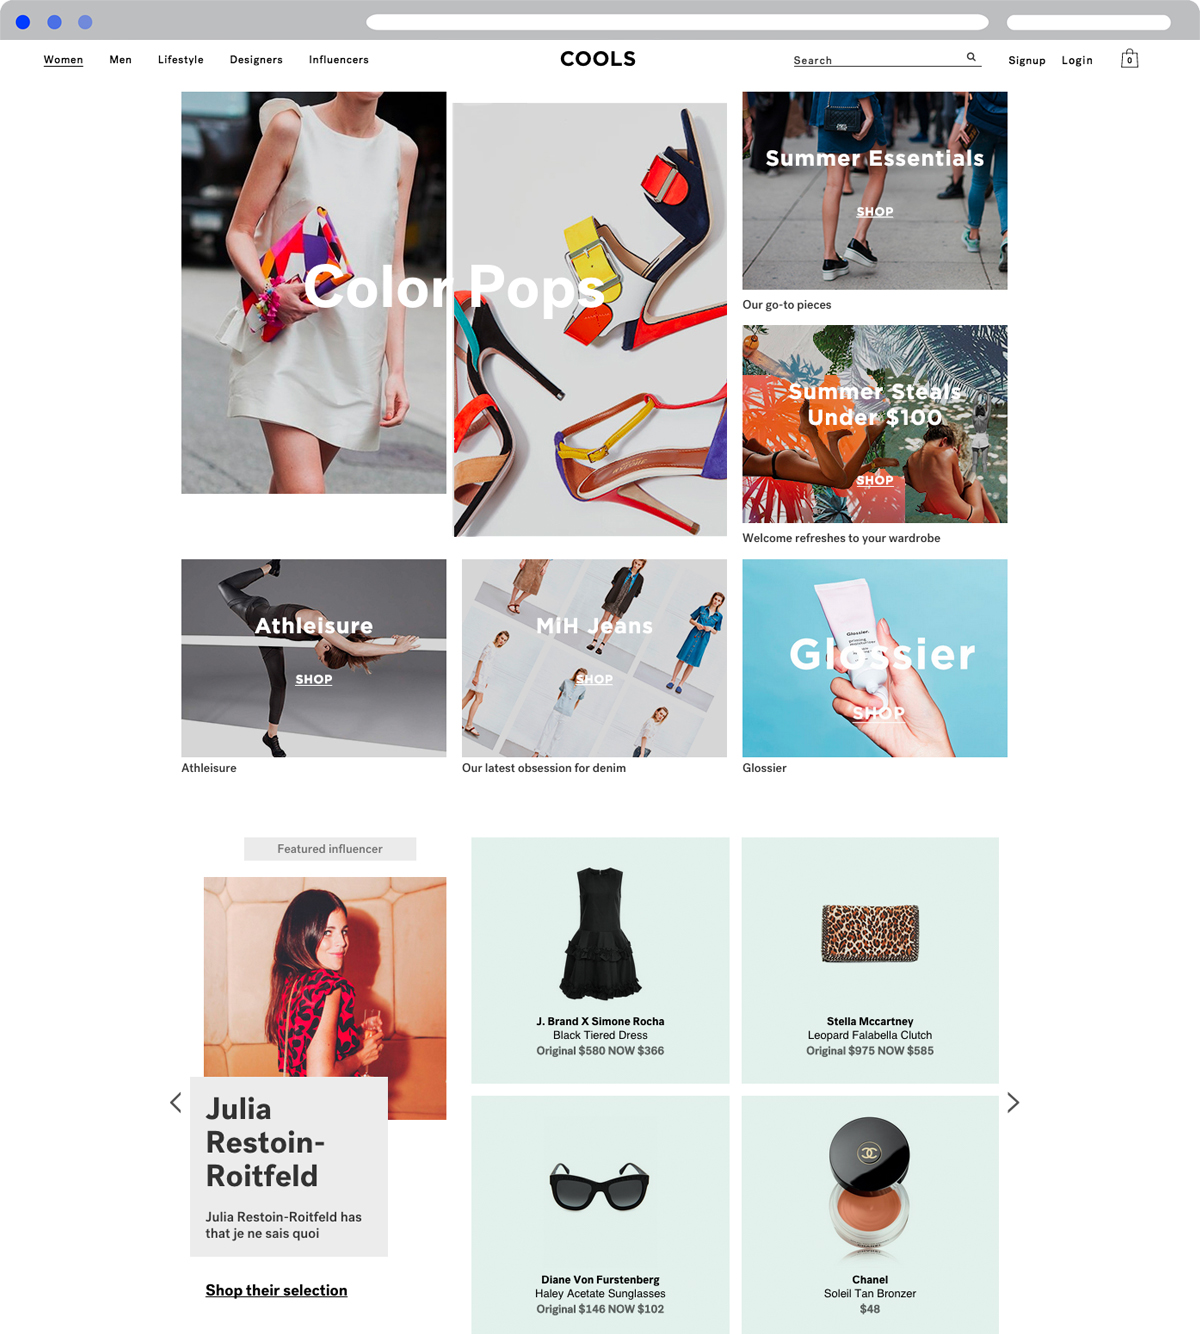 Women Men Lifestyle Designers Influencers COOLS Search Signup Login 0
Color Pops
Summer Essentials
SHOP
Our go-to pieces
Summer Steals
Under $100
SHOP
Welcome refreshes to your wardrobe
Athleisure
SHOP
Athleisure
MiH Jeans
SHOP
Our latest obsession for denim
Glossier.
Glossier
SHOP
Glossier
Featured influencer
Julia
Restoin-
Roitfeld
Julia Restoin-Roitfeld has
that je ne sais quoi
Shop their selection
J. Brand X Simone Rocha
Black Tiered Dress
Original $580 NOW $366
Stella Mccartney
Leopard Falabella Clutch
Original $975 NOW $585
Diane Von Furstenberg
Haley Acetate Sunglasses
Original $146 NOW $102
Chanel
Soleil Tan Bronzer
$48